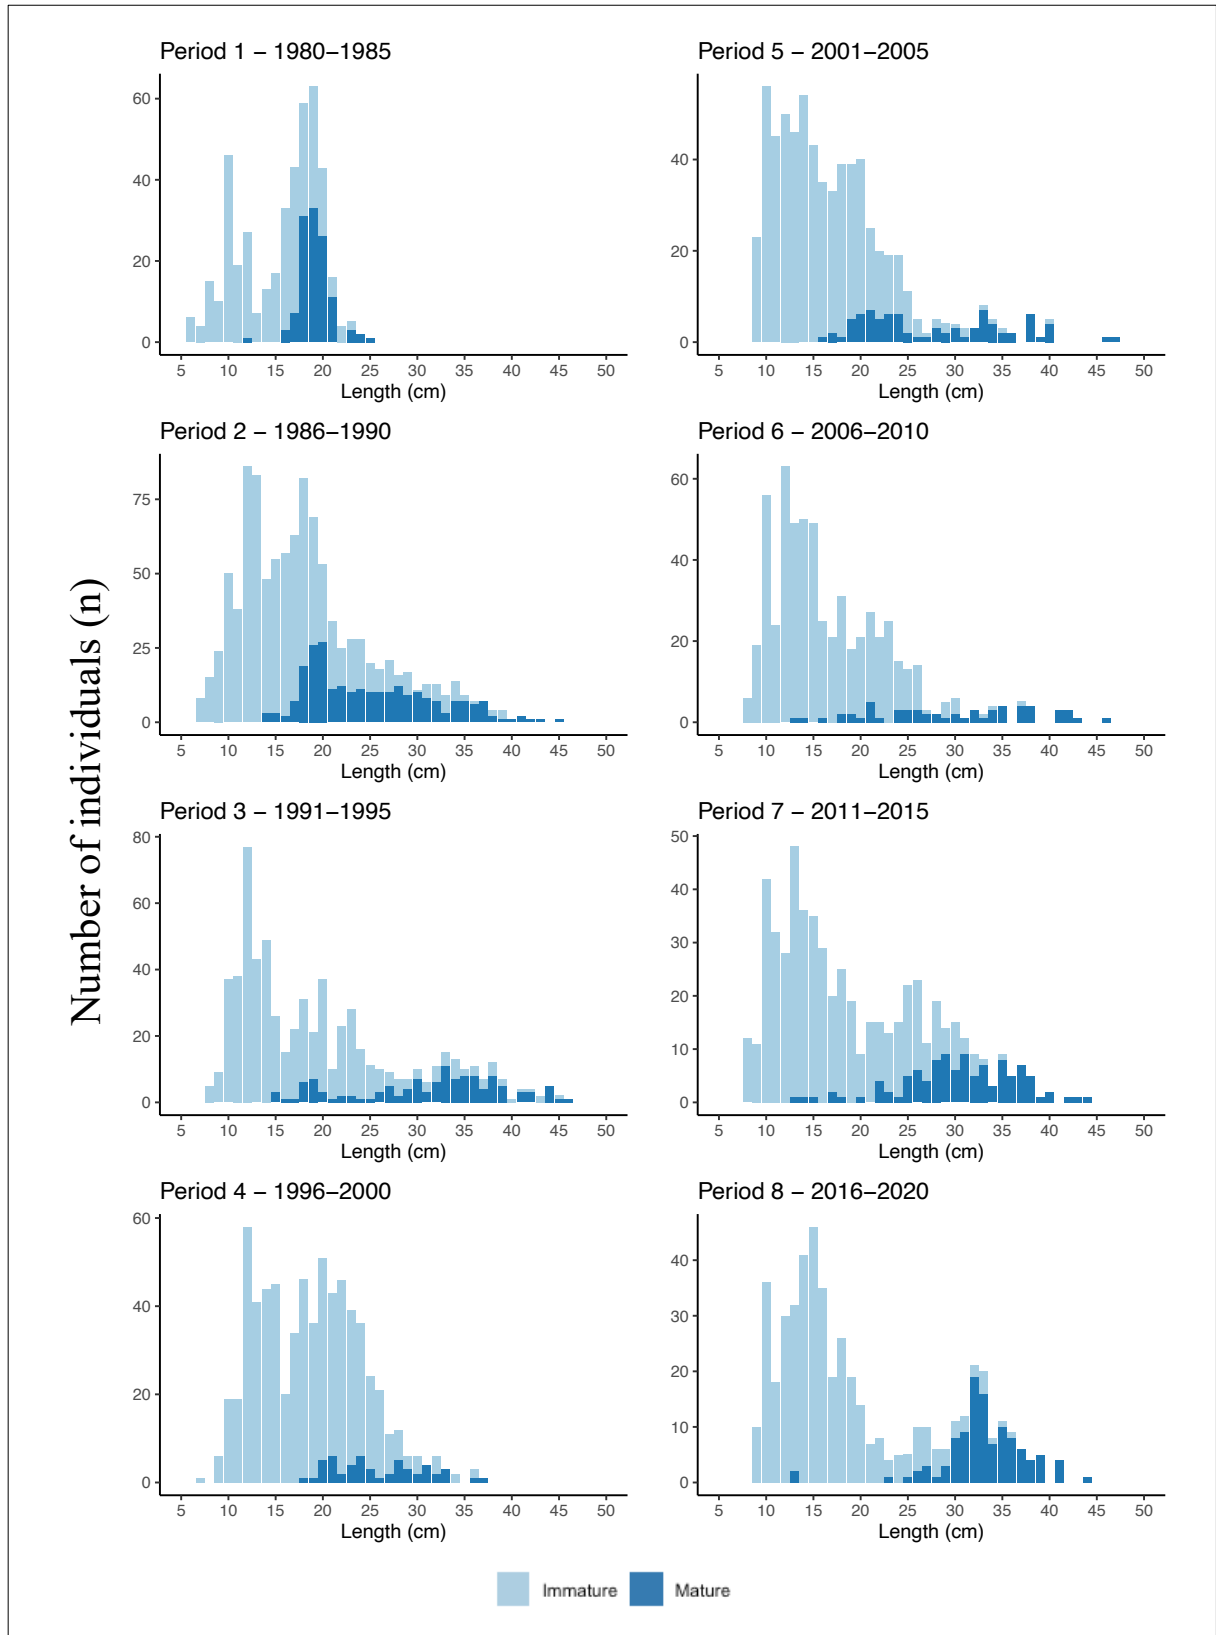 Number of individuals (n)
Period 1 – 1980–1985
60
40
20
0
5 10 15 20 25 30 35 40 45 50
Length (cm)
Period 5 – 2001–2005
40
20
0
5 10 15 20 25 30 35 40 45 50
Length (cm)
Period 2 – 1986–1990
75
50
25
0
5 10 15 20 25 30 35 40 45 50
Length (cm)
Period 6 – 2006–2010
60
40
20
0
5 10 15 20 25 30 35 40 45 50
Length (cm)
Period 3 – 1991–1995
80
60
40
20
0
5 10 15 20 25 30 35 40 45 50
Length (cm)
Period 7 – 2011–2015
50
40
30
20
10
0
5 10 15 20 25 30 35 40 45 50
Length (cm)
Period 4 – 1996–2000
60
40
20
0
5 10 15 20 25 30 35 40 45 50
Length (cm)
Period 8 – 2016–2020
40
30
20
10
0
5 10 15 20 25 30 35 40 45 50
Length (cm)
Immature Mature